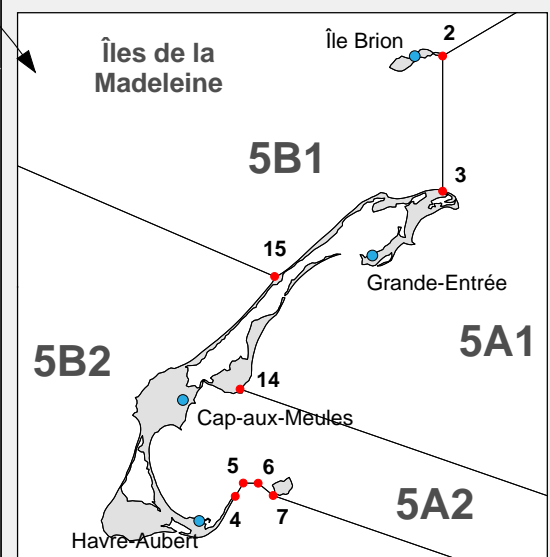 Île Brion
2
Îles de la
Madeleine
5B1
3
15
Grande-Entrée
5A1
5B2
14
Cap-aux-Meules
5
6
4
7
5A2
Havre-Aubert